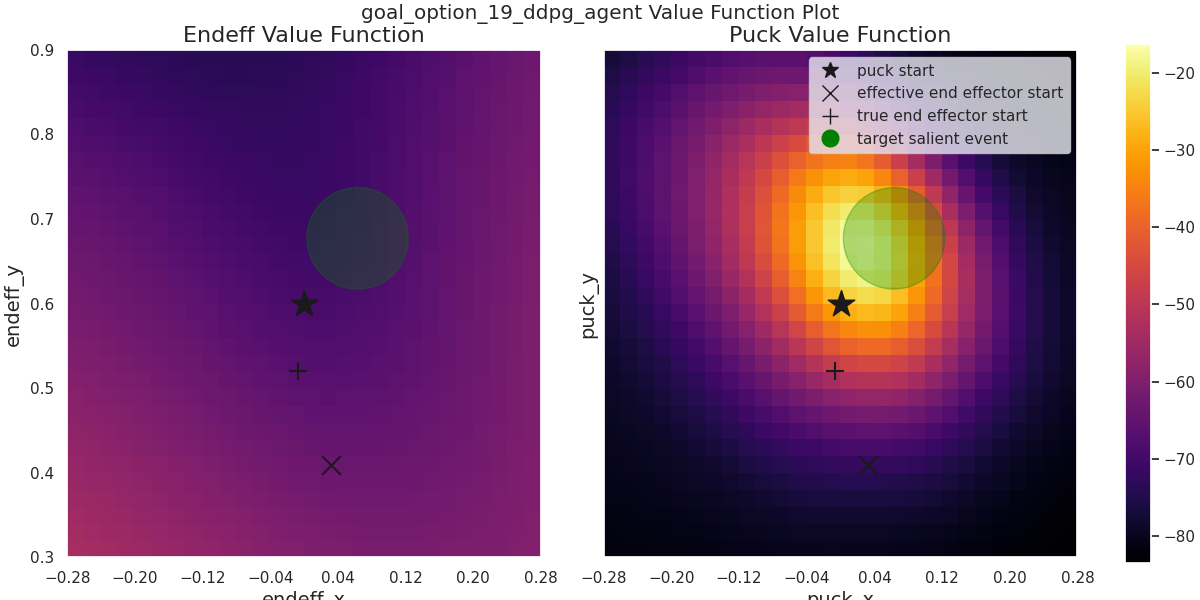 goal_option_19_ddpg_agent Value Function Plot
Endeff Value Function
Puck Value Function
0.9
0.8
0.7
0.6
0.5
0.4
0.3
endeff_y
−0.28 −0.20 −0.12 −0.04 0.04 0.12 0.20 0.28
endeff_x
puck start
effective end effector start
true end effector start
target salient event
puck_y
−0.28 −0.20 −0.12 −0.04 0.04 0.12 0.20 0.28
puck_x
−20
−30
−40
−50
−60
−70
−80